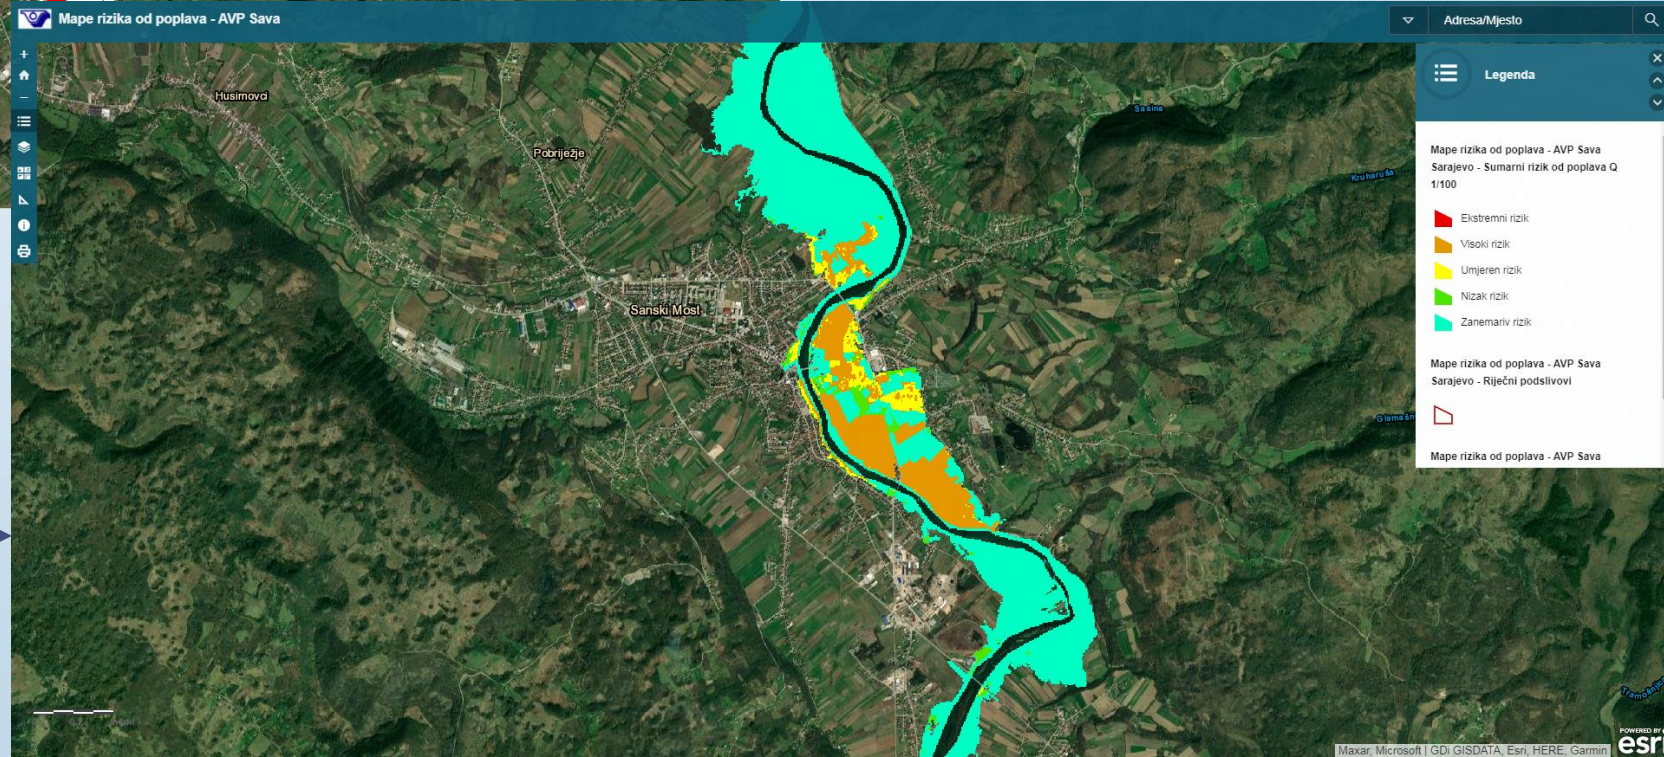 Mape rizika od poplava - AVP Sava
Adresa/Mjesto
Legenda
Mape rizika od poplava - AVP Sava
Sarajevo - Sumarni rizik od poplava Q
1/100
Ekstremni rizik
Visoki rizik
Umjeren rizik
Nizak rizik
Zanemariv rizik
Mape rizika od poplava - AVP Sava
Sarajevo - Riječni podslivovi
Mape rizika od poplava - AVP Sava
Husimovci
Pobriježje
Sanski Most
Sasina
Kruharuša
Maxar, Microsoft | GDi GISDATA, Esri, HERE, Garmin
POWERED BY
esri